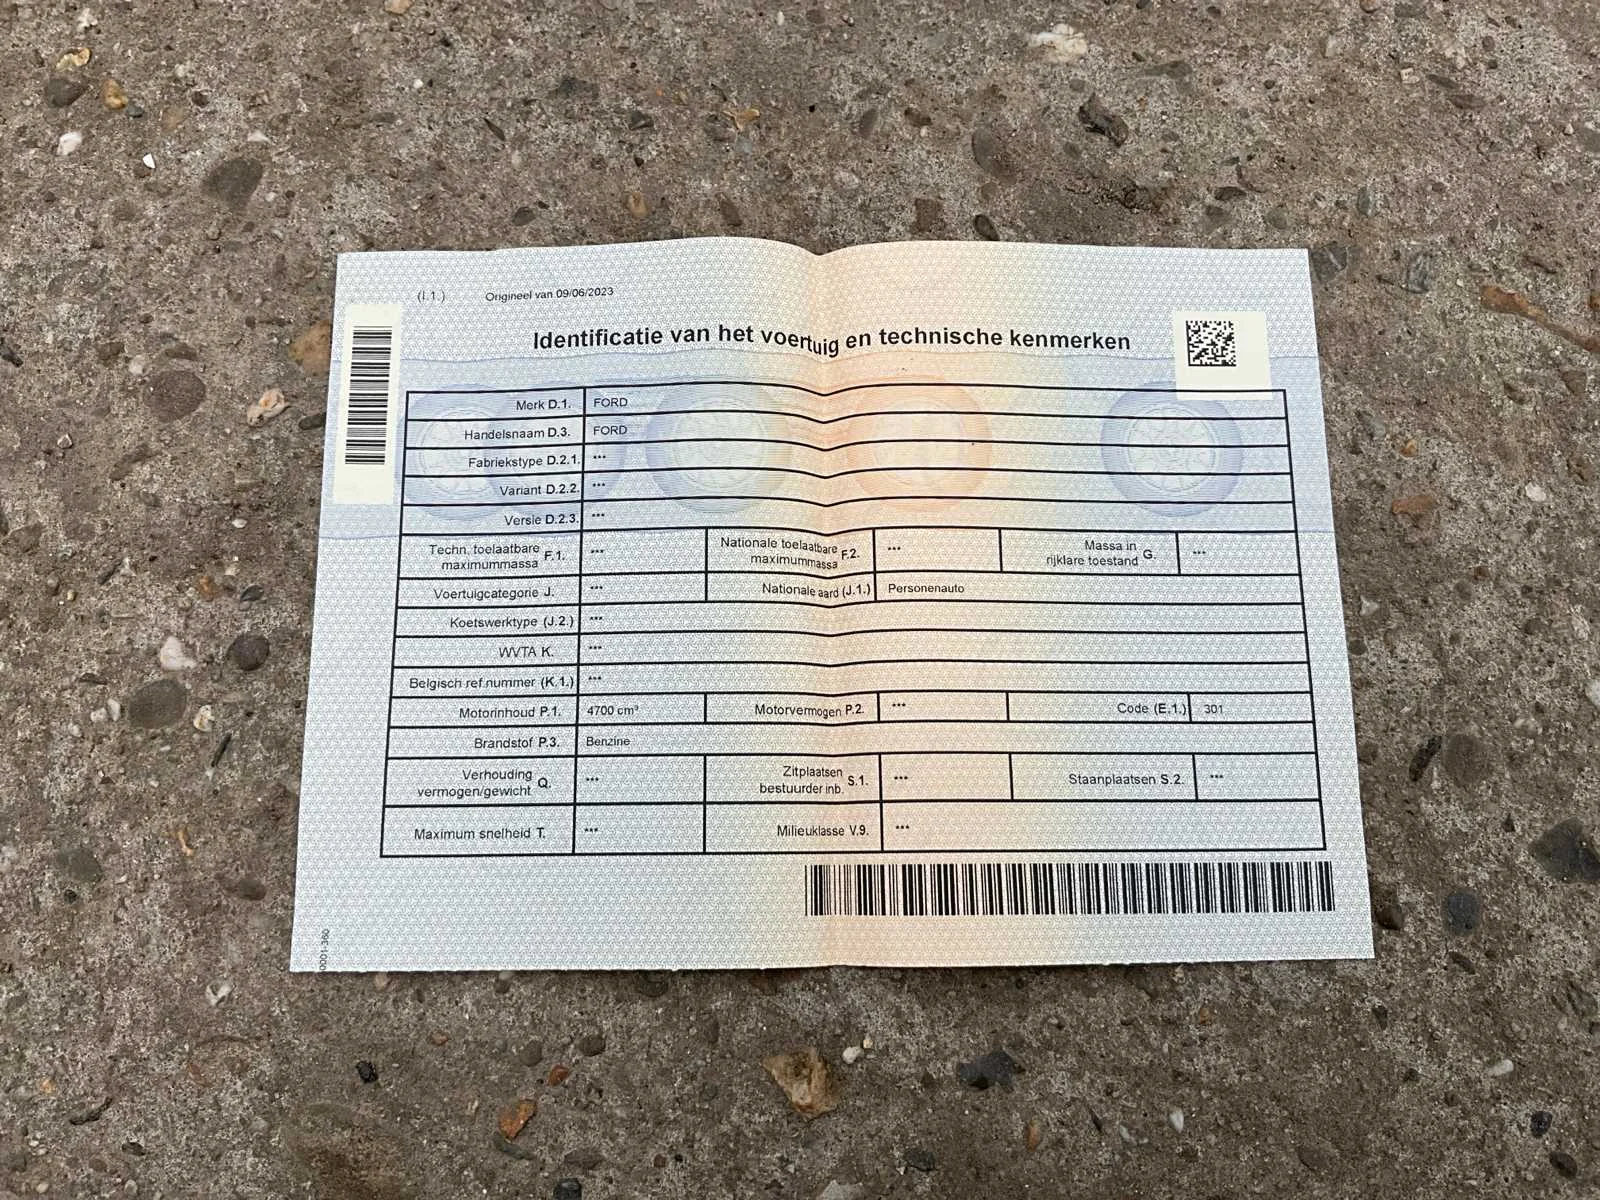 (I.1.) Origineel van 09/06/2023
Identificatie van het voertuig en technische kenmerken
Merk D.1. FORD
Handelsnaam D.3. FORD
Fabriekstype D.2.1. ***
Variant D.2.2. ***
Versie D.2.3. ***
Techn. toelaatbare maximummassa F.1. *** Nationale toelaatbare maximummassa F.2. *** Massa in rijklare toestand G. ***
Voertuigcategorie J. *** Nationale aard (J.1.) Personenauto
Koetswerktype (J.2.) ***
WVTA K. ***
Belgisch ref.nummer (K.1.) ***
Motorinhoud P.1. 4700 cm³ Motorvermogen P.2. *** Code (E.1.) 301
Brandstof P.3. Benzine
Verhouding vermogen/gewicht Q. *** Zitplaatsen bestuurder inb. S.1. *** Staanplaatsen S.2. ***
Maximum snelheid T. *** Milieuklasse V.9. ***
0001-360